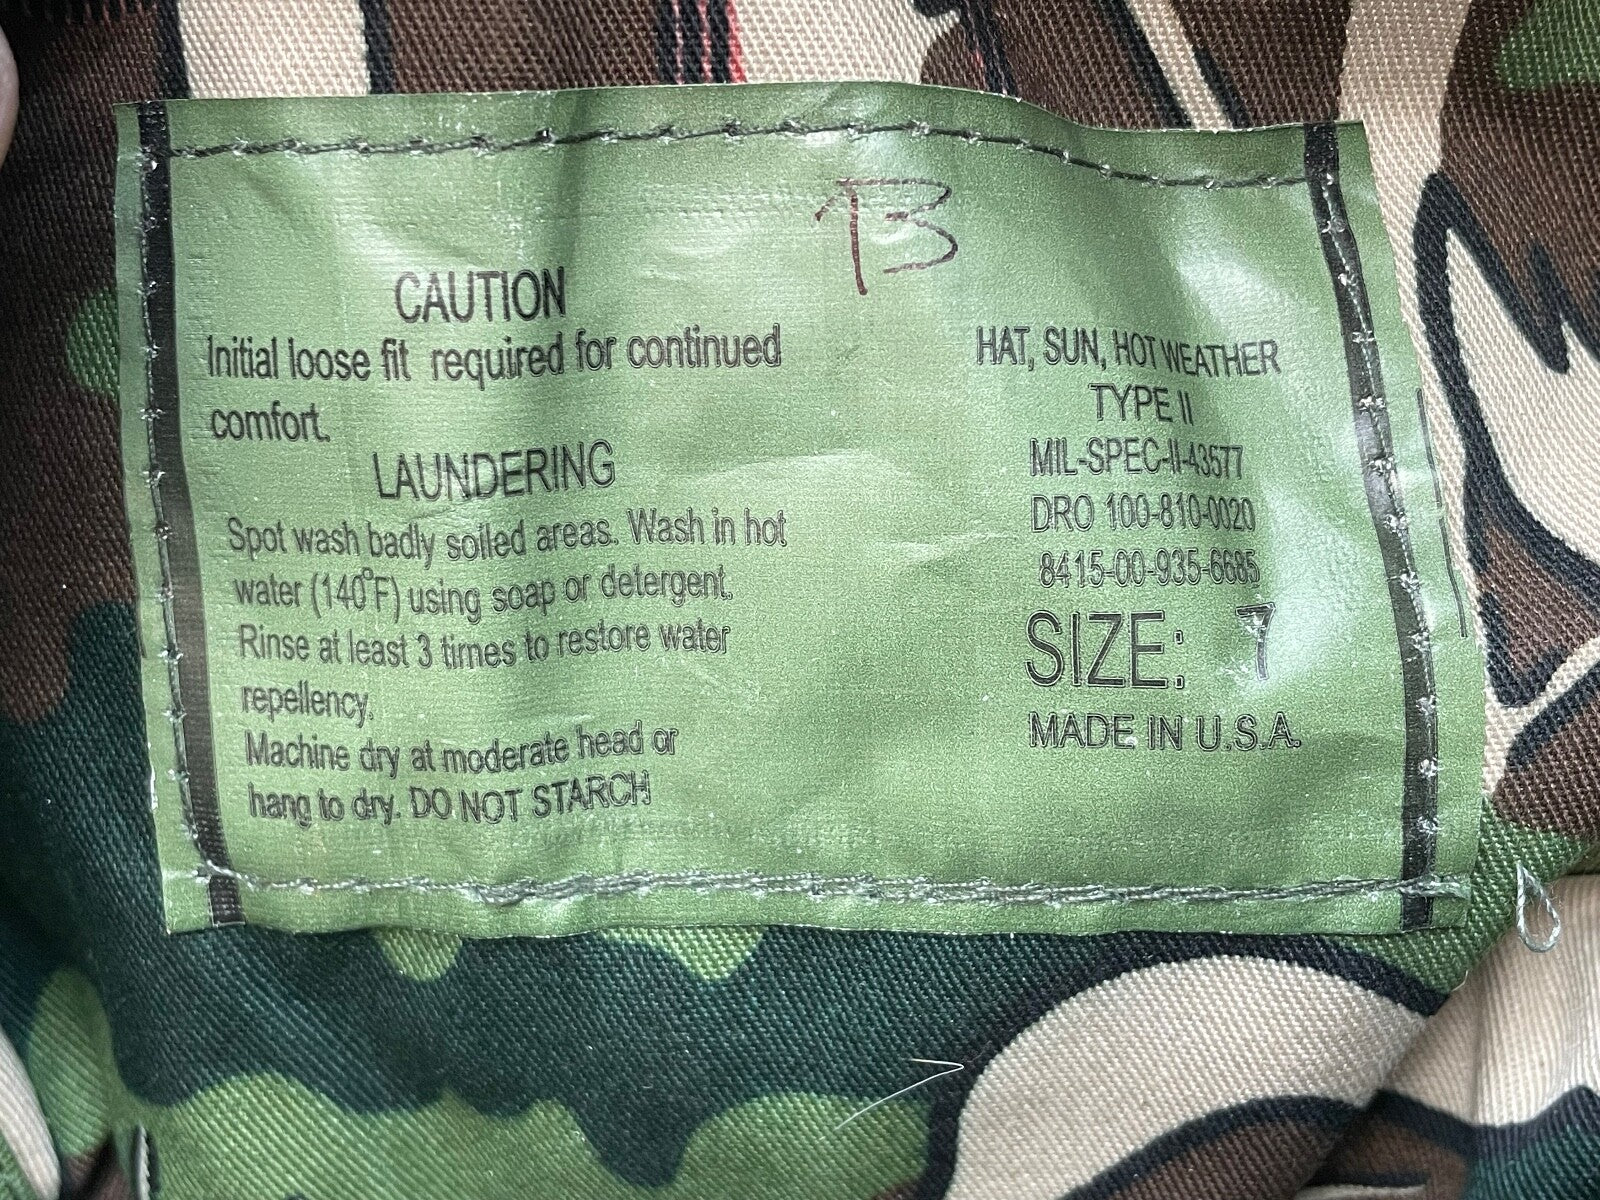 TB
CAUTION
Initial loose fit required for continued
comfort.
LAUNDERING
Spot wash badly soiled areas. Wash in hot
water (140°F) using soap or detergent.
Rinse at least 3 times to restore water
repellency.
Machine dry at moderate head or
hang to dry. DO NOT STARCH
HAT, SUN, HOT WEATHER
TYPE II
MIL-SPEC-II-43577
DRO 100-810-0020
8415-00-935-6685
SIZE: 7
MADE IN U.S.A.